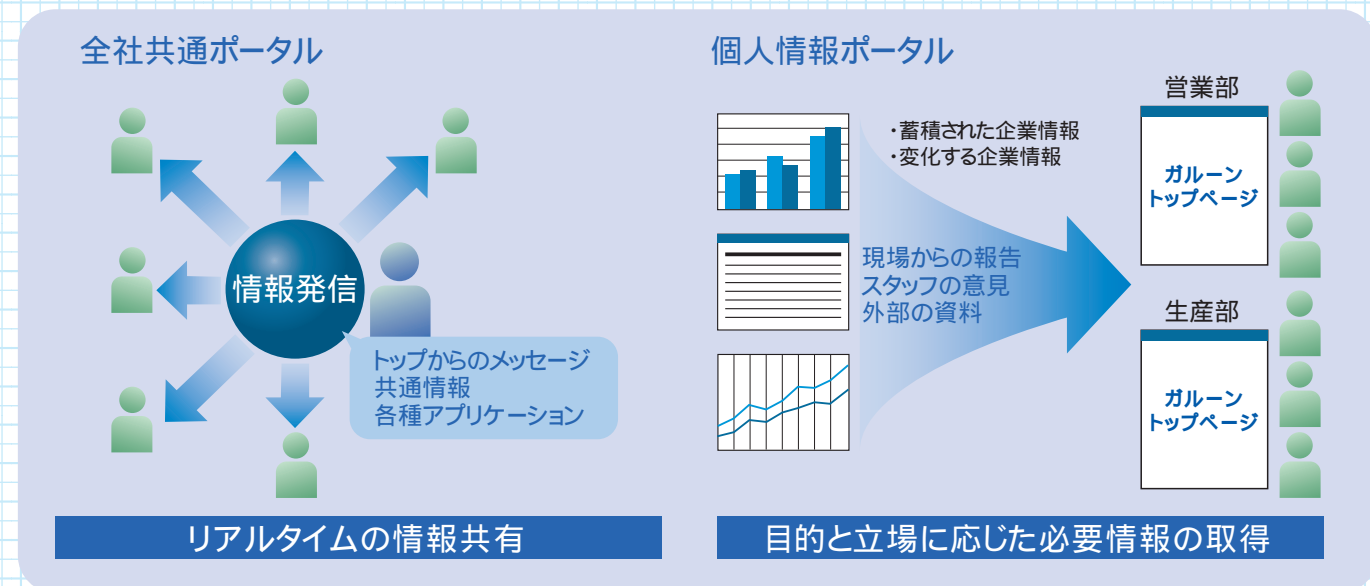 全社共通ポータル
情報発信
トップからのメッセージ
共通情報
各種アプリケーション
リアルタイムの情報共有
個人情報ポータル
・蓄積された企業情報
・変化する企業情報
現場からの報告
スタッフの意見
外部の資料
営業部
ガルーン
トップページ
生産部
ガルーン
トップページ
目的と立場に応じた必要情報の取得